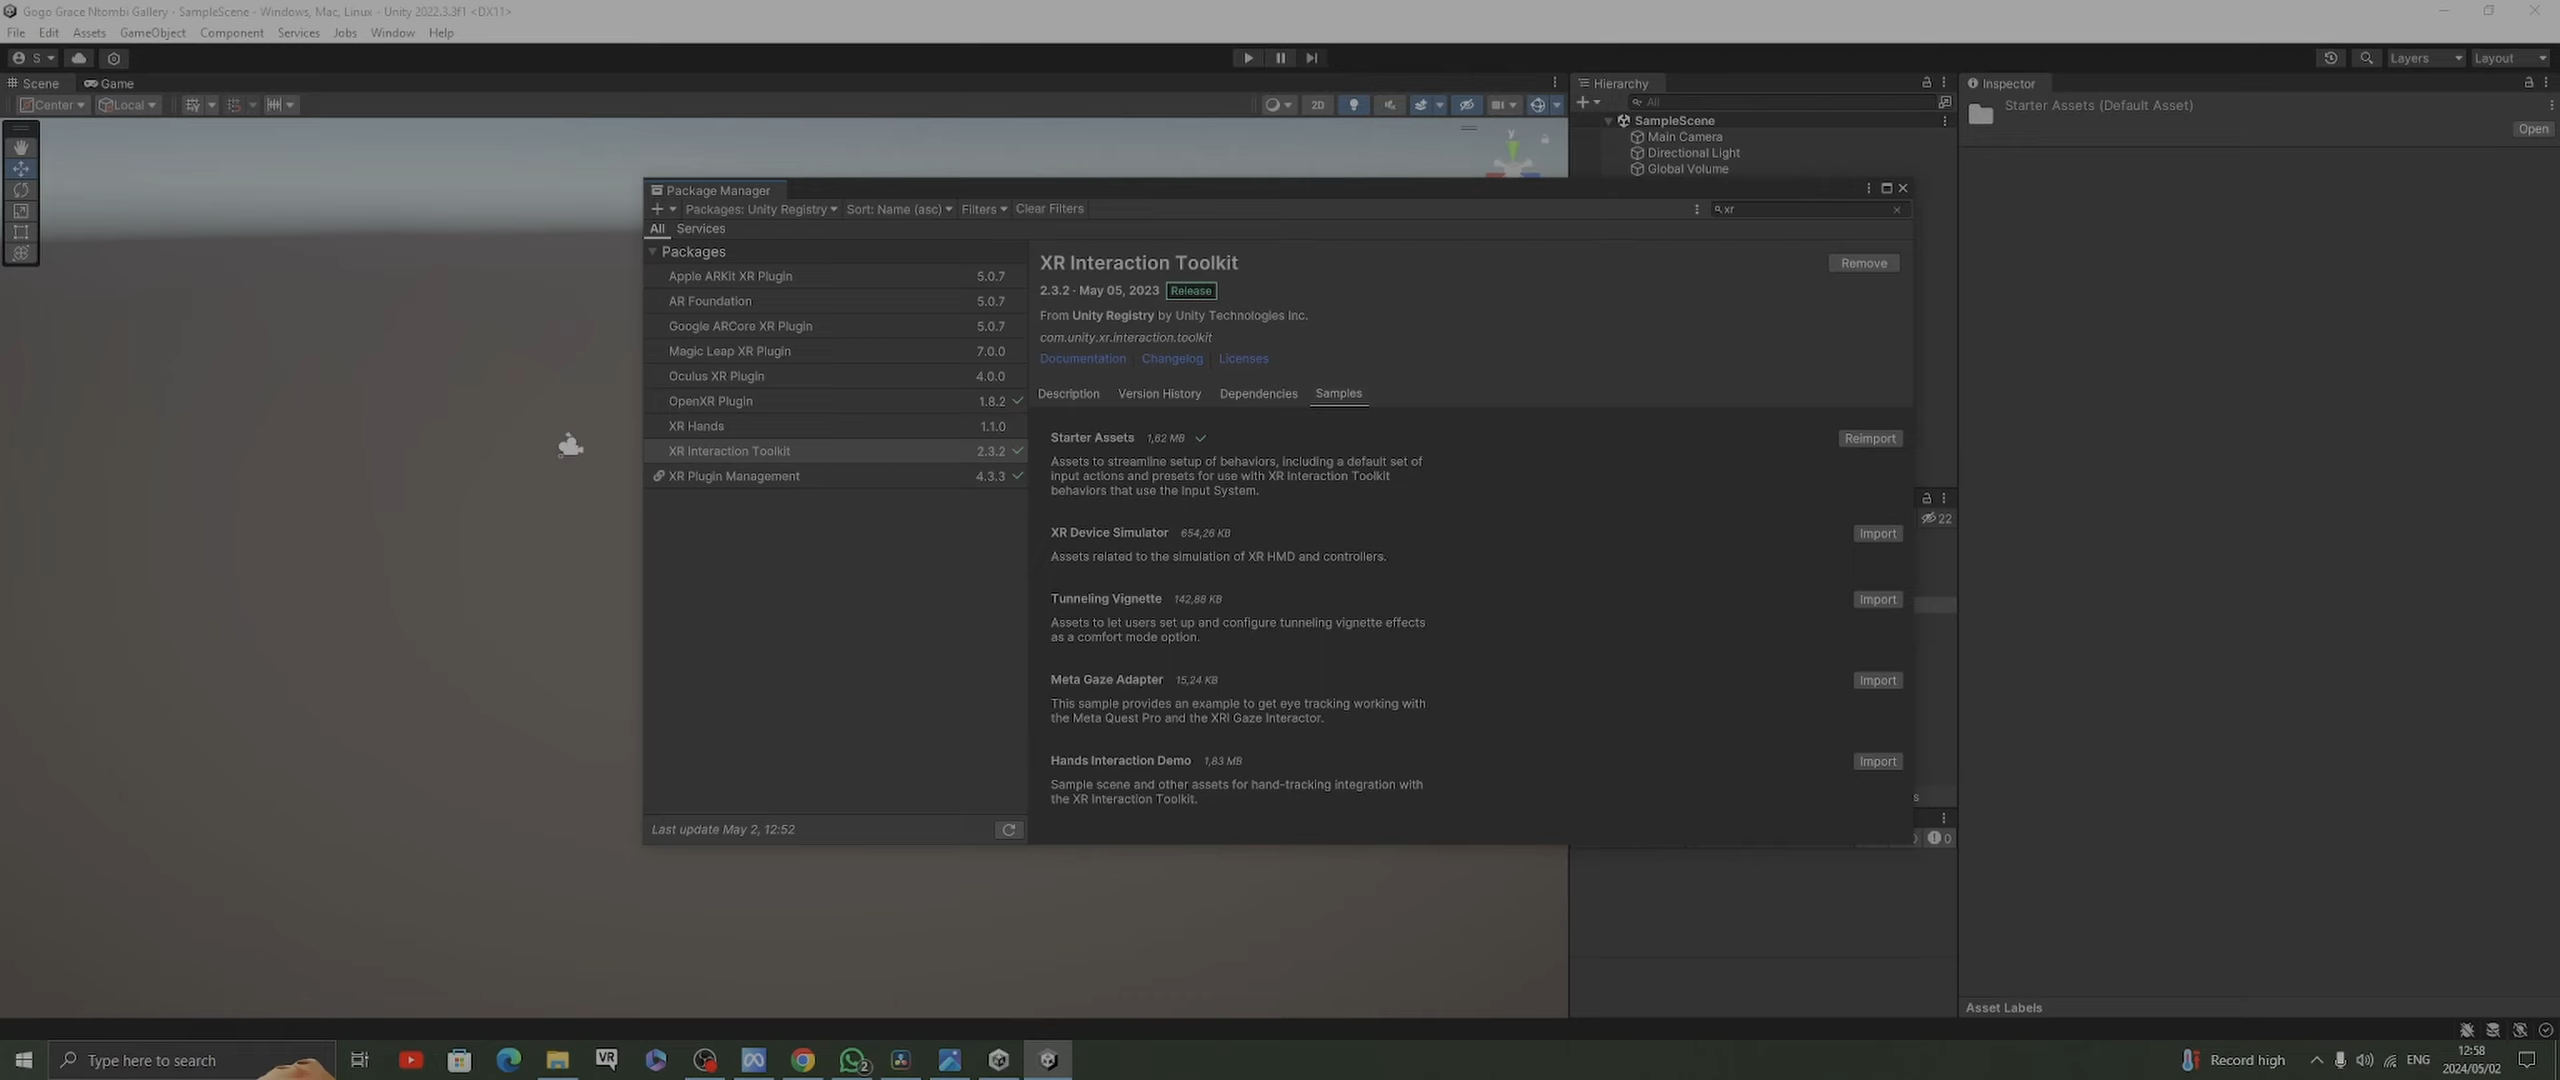 Gogo Grace Ntombi Gallery - SampleScene - Windows, Mac, Linux - Unity 2022.3.3f1 <DX11>
File Edit Assets GameObject Component Services Jobs Window Help
S
Layers Layout
Scene Game
Hierarchy
Inspector
Center Local
2D
All
Starter Assets (Default Asset)
Open
SampleScene
Main Camera
Directional Light
Global Volume
y
Package Manager
Packages: Unity Registry Sort: Name (asc) Filters Clear Filters
xr
All Services
Packages
Apple ARKit XR Plugin 5.0.7
AR Foundation 5.0.7
Google ARCore XR Plugin 5.0.7
Magic Leap XR Plugin 7.0.0
Oculus XR Plugin 4.0.0
OpenXR Plugin 1.8.2
XR Hands 1.1.0
XR Interaction Toolkit 2.3.2
XR Plugin Management 4.3.3
Last update May 2, 12:52
XR Interaction Toolkit
Remove
2.3.2 · May 05, 2023 Release
From Unity Registry by Unity Technologies Inc.
com.unity.xr.interaction.toolkit
Documentation Changelog Licenses
Description Version History Dependencies Samples
Starter Assets 1,62 MB
Reimport
Assets to streamline setup of behaviors, including a default set of
input actions and presets for use with XR Interaction Toolkit
behaviors that use the Input System.
XR Device Simulator 654,26 KB
Import
Assets related to the simulation of XR HMD and controllers.
Tunneling Vignette 142,88 KB
Import
Assets to let users set up and configure tunneling vignette effects
as a comfort mode option.
Meta Gaze Adapter 15,24 KB
Import
This sample provides an example to get eye tracking working with
the Meta Quest Pro and the XRI Gaze Interactor.
Hands Interaction Demo 1,83 MB
Import
Sample scene and other assets for hand-tracking integration with
the XR Interaction Toolkit.
22
s
0
Asset Labels
Type here to search
VR
2
Record high
ENG
12:58
2024/05/02